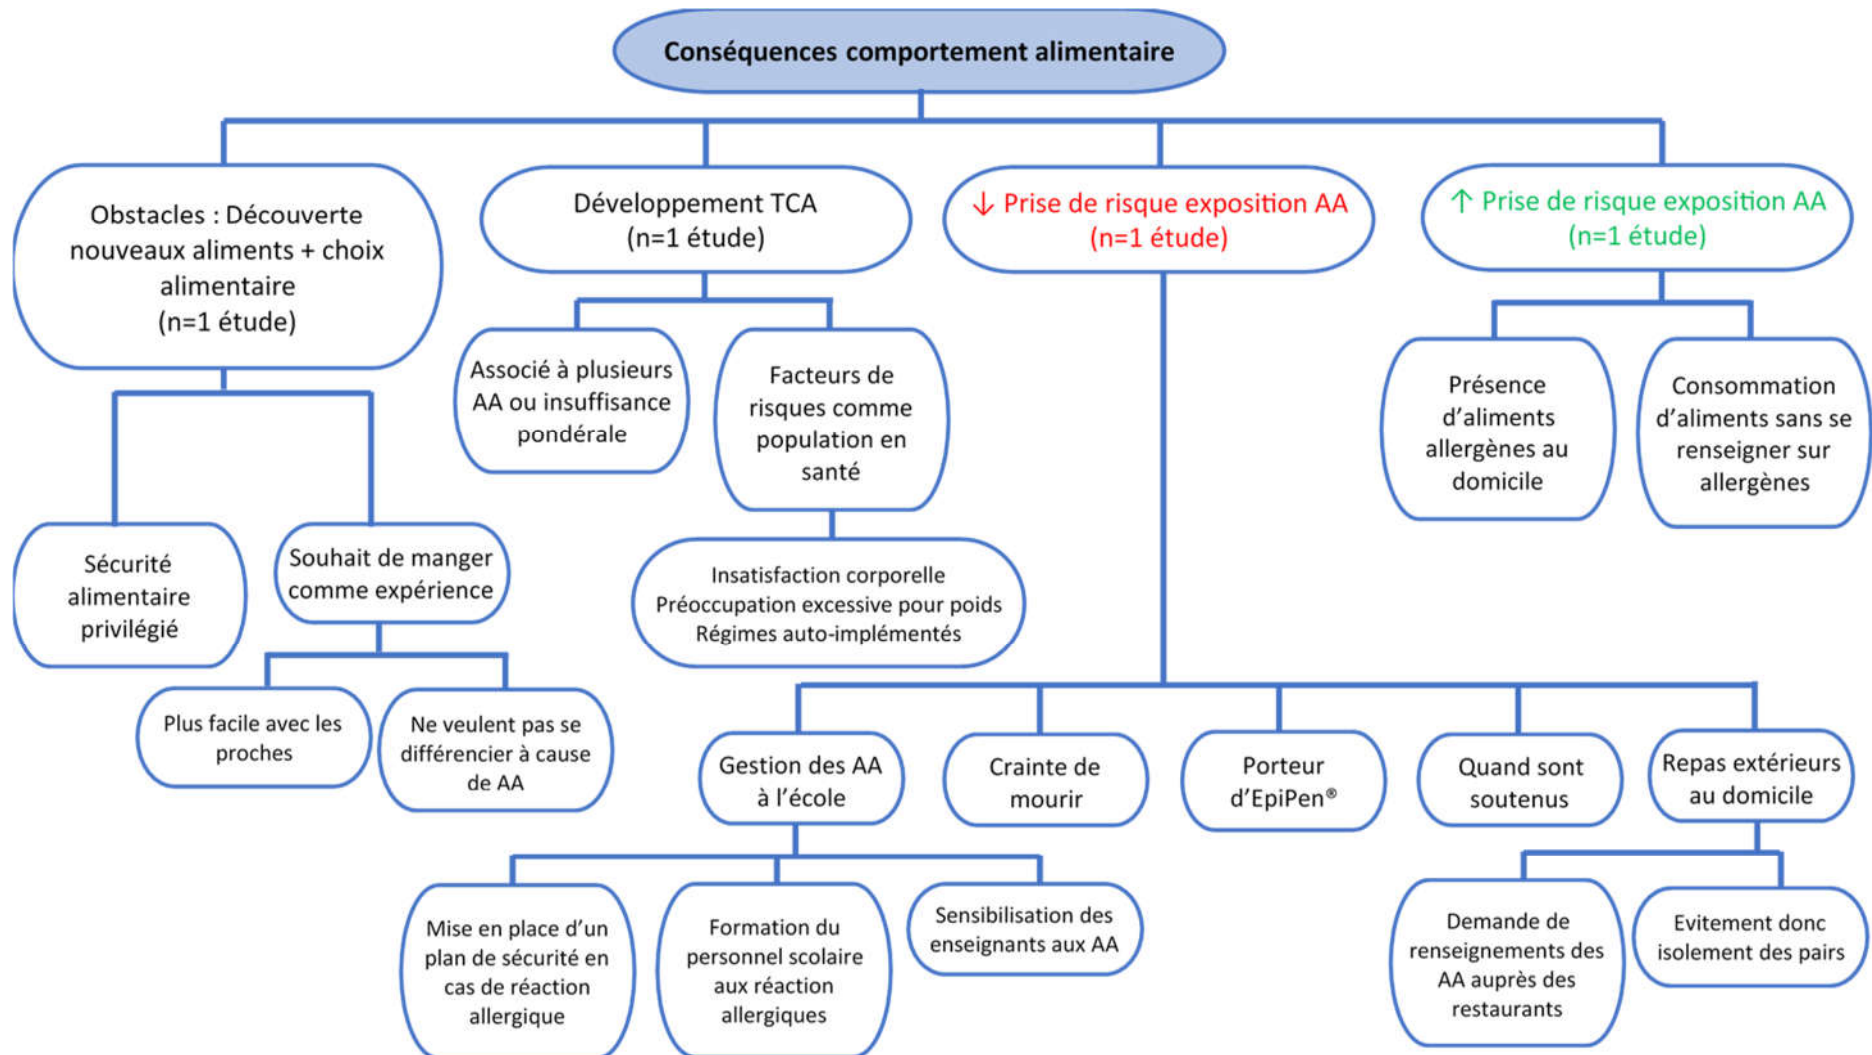 Conséquences comportement alimentaire
Obstacles : Découverte
nouveaux aliments + choix
alimentaire
(n=1 étude)
Développement TCA
(n=1 étude)
↓ Prise de risque exposition AA
(n=1 étude)
↑ Prise de risque exposition AA
(n=1 étude)
Associé à plusieurs
AA ou insuffisance
pondérale
Facteurs de
risques comme
population en
santé
Présence
d’aliments
allergènes au
domicile
Consommation
d’aliments sans se
renseigner sur
allergènes
Sécurité
alimentaire
privilégié
Souhait de manger
comme expérience
Insatisfaction corporelle
Préoccupation excessive pour poids
Régimes auto-implémentés
Plus facile avec les
proches
Ne veulent pas se
différencier à cause
de AA
Gestion des AA
à l’école
Crainte de
mourir
Porteur
d’EpiPen®
Quand sont
soutenus
Repas extérieurs
au domicile
Mise en place d’un
plan de sécurité en
cas de réaction
allergique
Formation du
personnel scolaire
aux réaction
allergiques
Sensibilisation des
enseignants aux AA
Demande de
renseignements des
AA auprès des
restaurants
Evitement donc
isolement des pairs